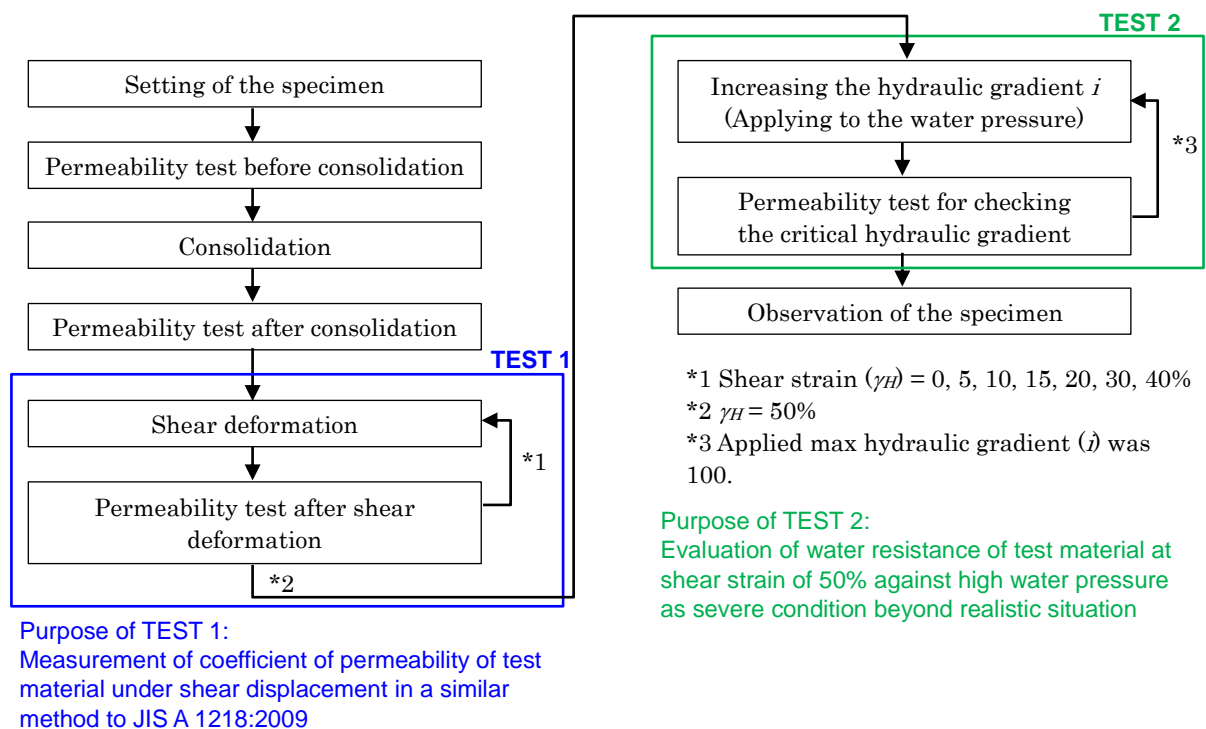 Setting of the specimen
Permeability test before consolidation
Consolidation
Permeability test after consolidation
TEST 1
Shear deformation
*1
Permeability test after shear
deformation
*2
Purpose of TEST 1:
Measurement of coefficient of permeability of test
material under shear displacement in a similar
method to JIS A 1218:2009
TEST 2
Increasing the hydraulic gradient i
(Applying to the water pressure)
*3
Permeability test for checking
the critical hydraulic gradient
Observation of the specimen
*1 Shear strain (γH) = 0, 5, 10, 15, 20, 30, 40%
*2 γH = 50%
*3 Applied max hydraulic gradient (i) was
100.
Purpose of TEST 2:
Evaluation of water resistance of test material at
shear strain of 50% against high water pressure
as severe condition beyond realistic situation